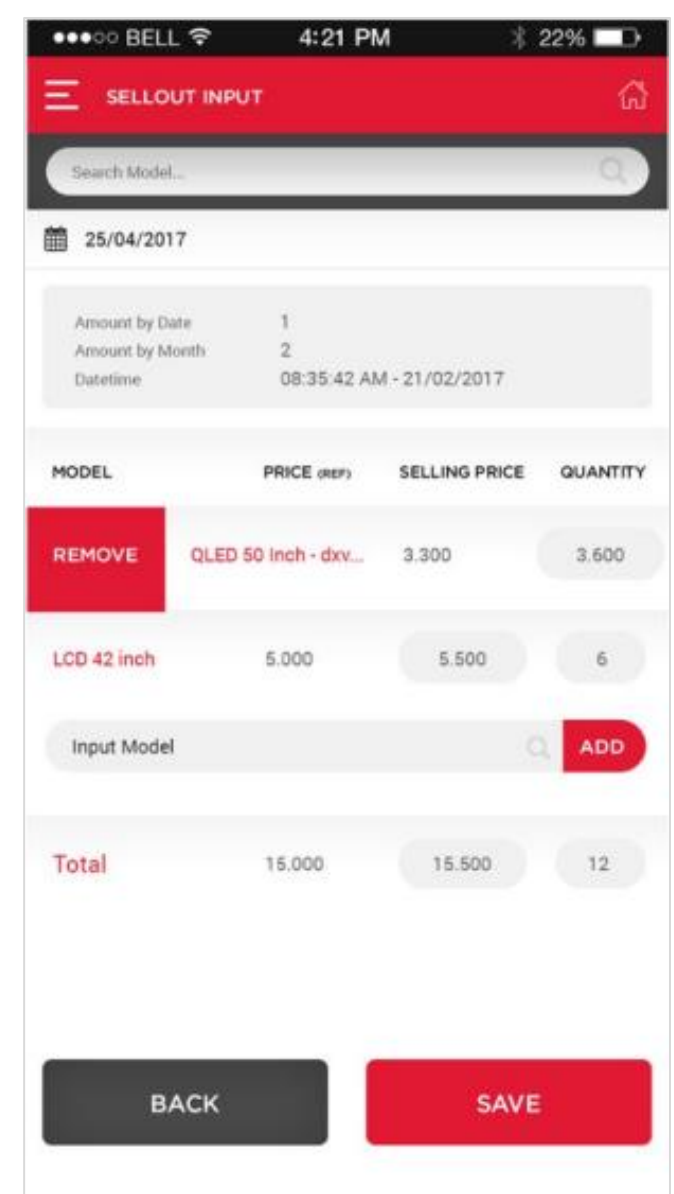 BELL 4:21 PM 22%
SELLOUT INPUT
Search Model...
25/04/2017
Amount by Date 1
Amount by Month 2
Datetime 08:35:42 AM - 21/02/2017
MODEL PRICE (REF) SELLING PRICE QUANTITY
REMOVE QLED 50 Inch - dxv... 3.300 3.600
LCD 42 inch 5.000 5.500 6
Input Model ADD
Total 15.000 15.500 12
BACK SAVE